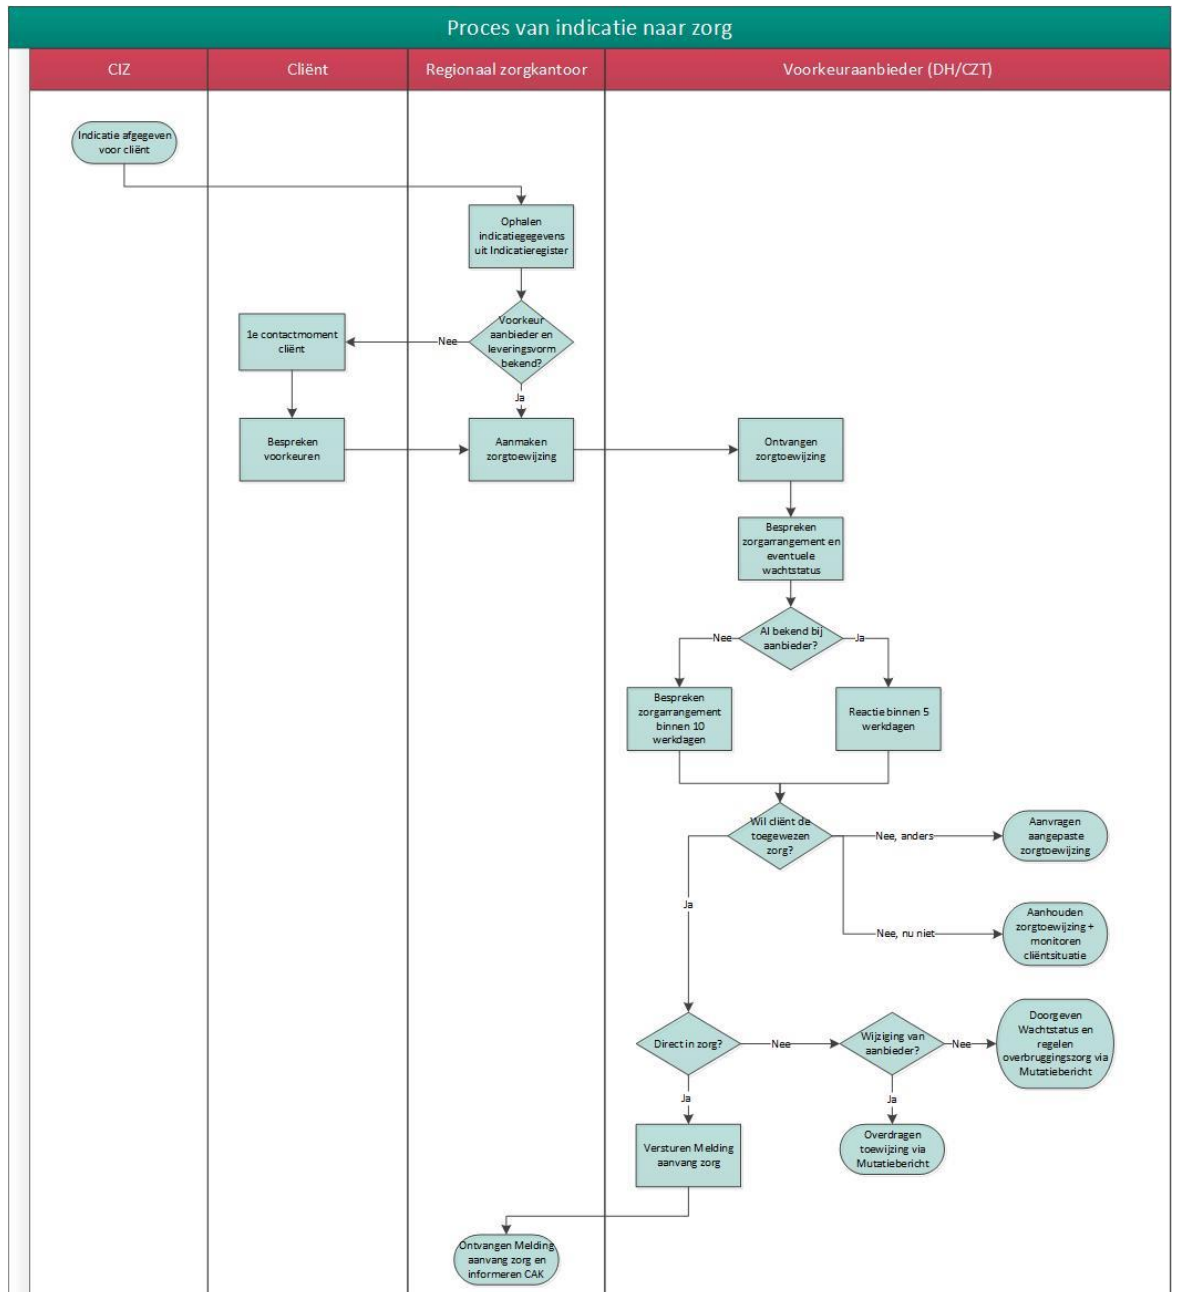 Proces van indicatie naar zorg
CIZ
Cliënt
Regionaal zorgkantoor
Voorkeuraanbieder (DH/CZT)
Indicatie afgegeven
voor cliënt
Ophalen
indicatiegegevens
uit Indicatieregister
Voorkeur
aanbieder en
leveringsvorm
bekend?
Nee
1e contactmoment
cliënt
Ja
Bespreken
voorkeuren
Aanmaken
zorgtoewijzing
Ontvangen
zorgtoewijzing
Bespreken
zorgarrangement en
eventuele
wachtstatus
Al bekend bij
aanbieder?
Nee
Ja
Bespreken
zorgarrangement
binnen 10
werkdagen
Reactie binnen 5
werkdagen
Wil cliënt de
toegewezen
zorg?
Nee, anders
Aanvragen
aangepaste
zorgtoewijzing
Ja
Nee, nu niet
Aanhouden
zorgtoewijzing +
monitoren
cliëntsituatie
Direct in zorg?
Nee
Wijziging van
aanbieder?
Nee
Doorgeven
Wachtstatus en
regelen
overbruggingszorg via
Mutatiebericht
Ja
Ja
Versturen Melding
aanvang zorg
Overdragen
toewijzing via
Mutatiebericht
Ontvangen Melding
aanvang zorg en
informeren CAK